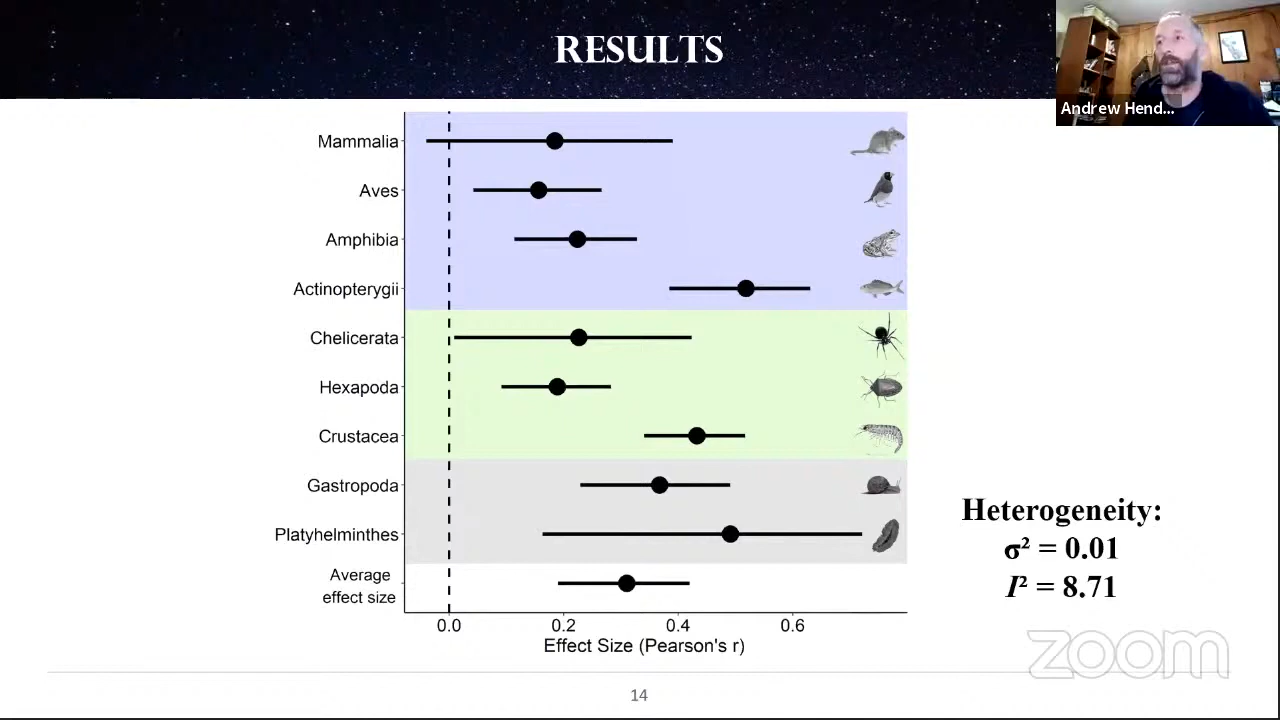 RESULTS
Andrew Hend...
Mammalia
Aves
Amphibia
Actinopterygii
Chelicerata
Hexapoda
Crustacea
Gastropoda
Platyhelminthes
Average
effect size
0.0 0.2 0.4 0.6
Effect Size (Pearson's r)
Heterogeneity:
σ² = 0.01
I² = 8.71
zoom
14